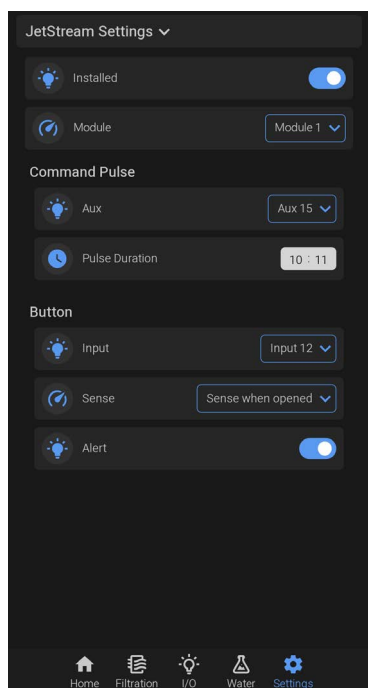 JetStream Settings
Installed
Module Module 1
Command Pulse
Aux Aux 15
Pulse Duration 10 : 11
Button
Input Input 12
Sense Sense when opened
Alert
Home Filtration I/O Water Settings